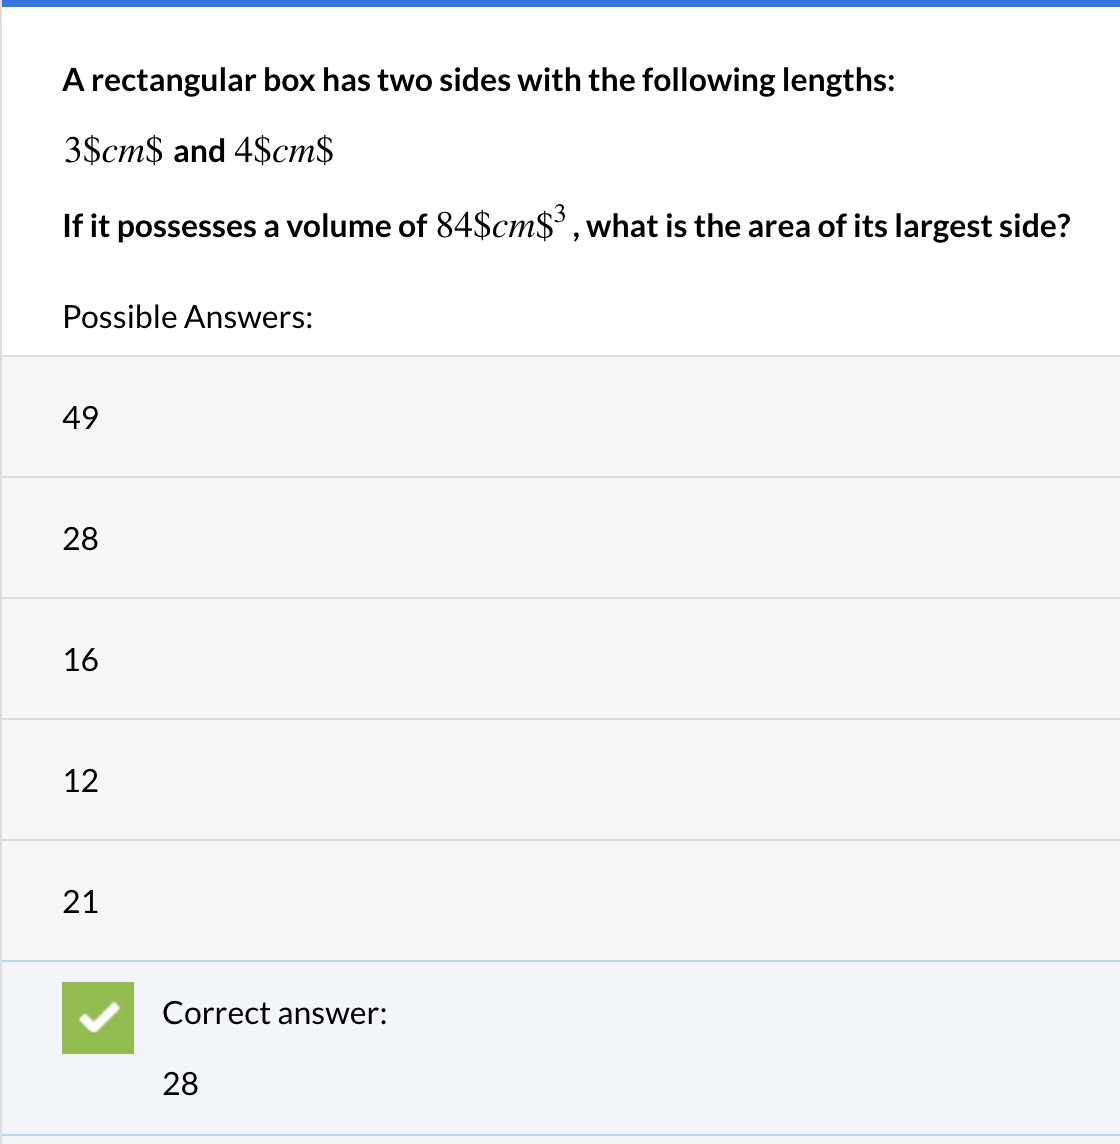 A rectangular box has two sides with the following lengths:
3$cm$ and 4$cm$
If it possesses a volume of 84$cm$³ , what is the area of its largest side?
Possible Answers:
49
28
16
12
21
Correct answer:
28